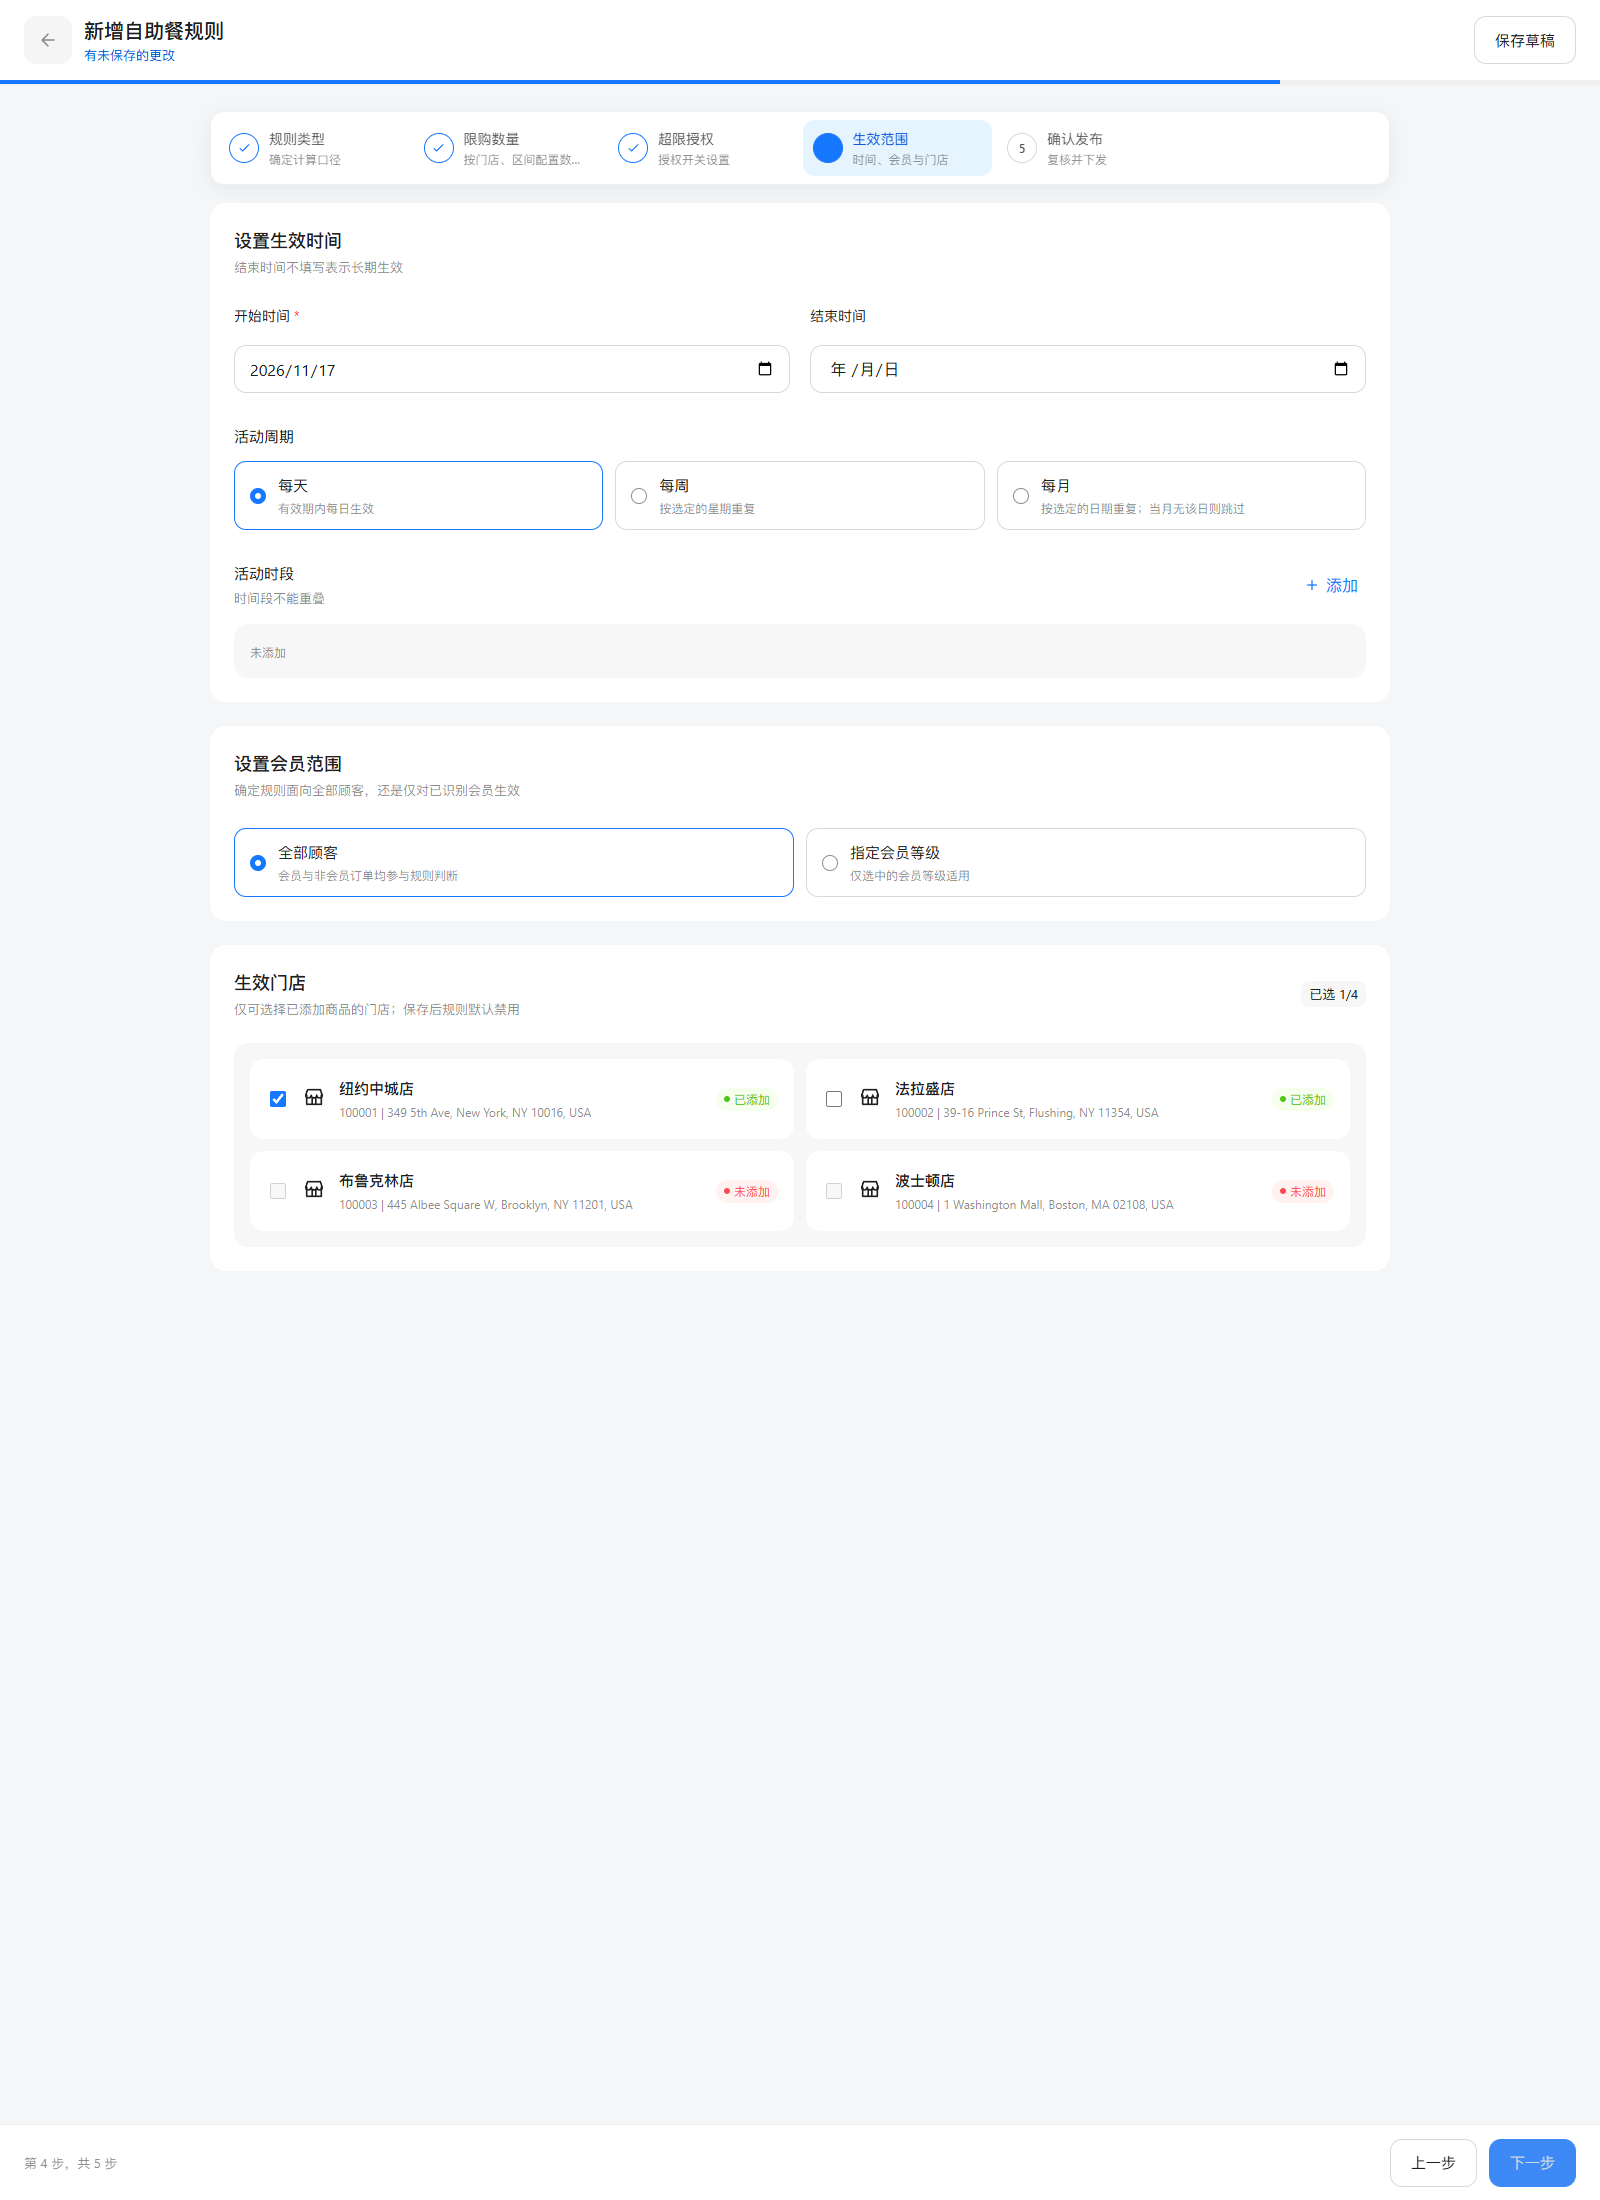 新增自助餐规则
有未保存的更改
保存草稿
规则类型
确定计算口径
限购数量
按门店、区间配置数...
超限授权
授权开关设置
生效范围
时间、会员与门店
5
确认发布
复核并下发
设置生效时间
结束时间不填写表示长期生效
开始时间 *
结束时间
2026/11/17
年 /月/日
活动周期
每天
有效期内每日生效
每周
按选定的星期重复
每月
按选定的日期重复；当月无该日则跳过
活动时段
时间段不能重叠
+ 添加
未添加
设置会员范围
确定规则面向全部顾客，还是仅对已识别会员生效
全部顾客
会员与非会员订单均参与规则判断
指定会员等级
仅选中的会员等级适用
生效门店
仅可选择已添加商品的门店；保存后规则默认禁用
已选 1/4
纽约中城店
100001 | 349 5th Ave, New York, NY 10016, USA
已添加
法拉盛店
100002 | 39-16 Prince St, Flushing, NY 11354, USA
已添加
布鲁克林店
100003 | 445 Albee Square W, Brooklyn, NY 11201, USA
未添加
波士顿店
100004 | 1 Washington Mall, Boston, MA 02108, USA
未添加
第 4 步，共 5 步
上一步
下一步